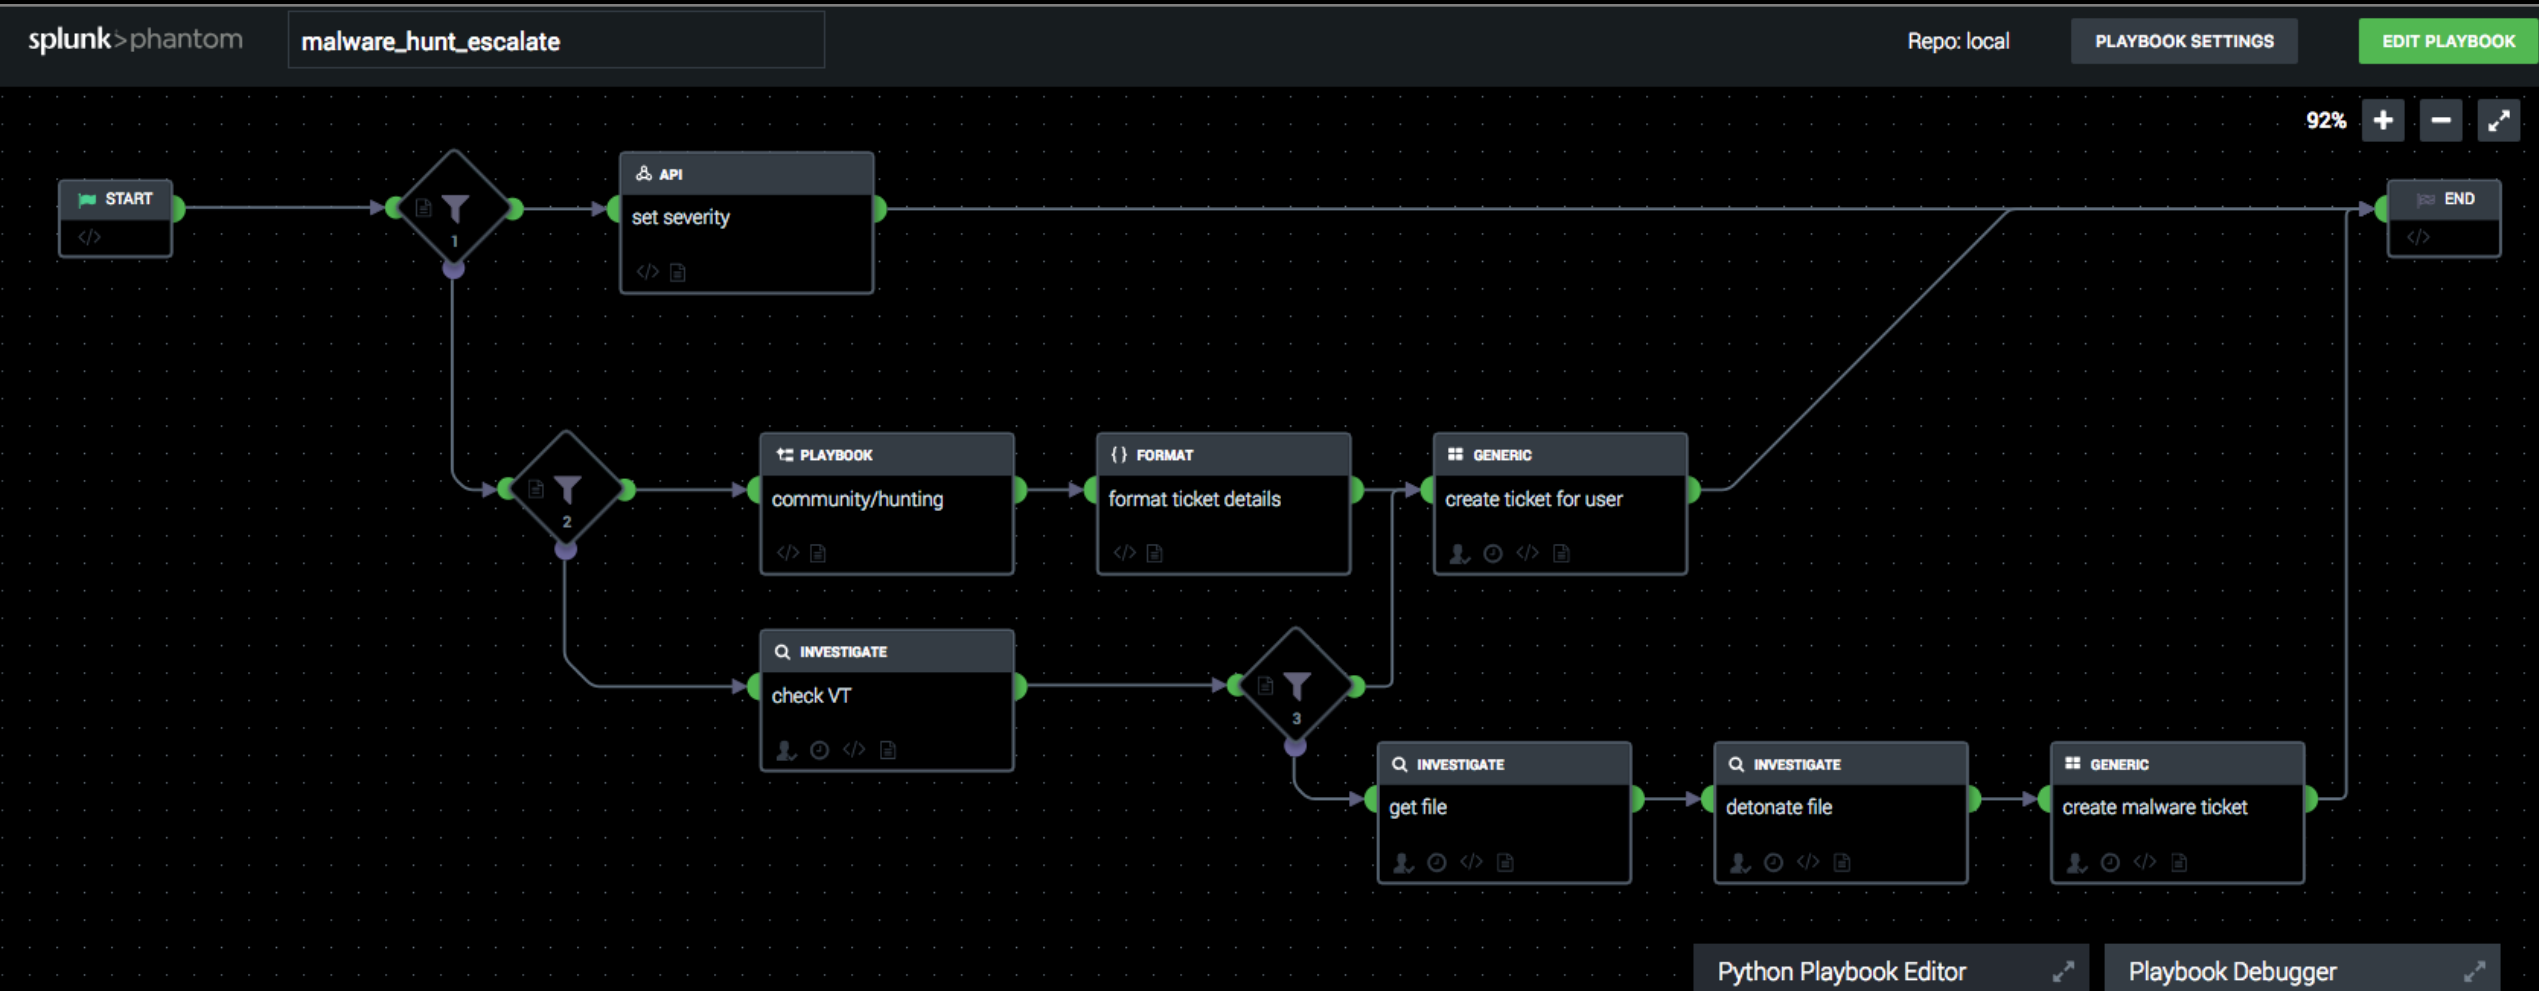 splunk>phantom
malware_hunt_escalate
Repo: local
PLAYBOOK SETTINGS
EDIT PLAYBOOK
92%
START
1
API
set severity
END
2
PLAYBOOK
community/hunting
FORMAT
format ticket details
GENERIC
create ticket for user
INVESTIGATE
check VT
3
INVESTIGATE
get file
INVESTIGATE
detonate file
GENERIC
create malware ticket
Python Playbook Editor
Playbook Debugger